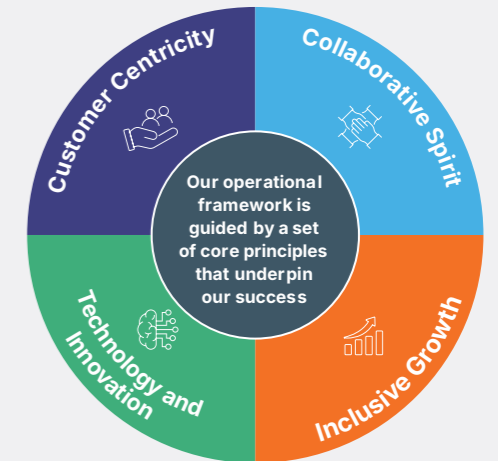 Customer Centricity
Collaborative Spirit
Our operational
framework is
guided by a set
of core principles
that underpin
our success
Technology and
Innovation
Inclusive Growth